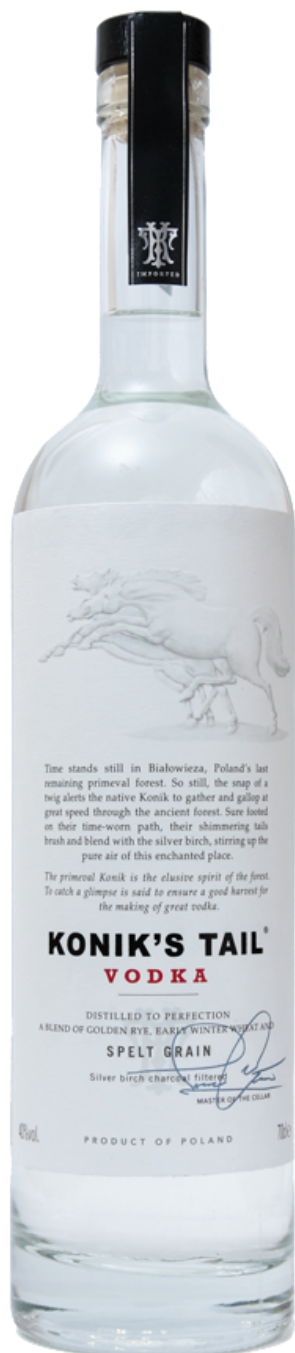 IMPORTED
Time stands still in Białowieza, Poland's last
remaining primeval forest. So still, the snap of a
twig alerts the native Konik to gather and gallop at
great speed through the ancient forest. Sure footed
on their time-worn path, their shimmering tails
brush and blend with the silver birch, stirring up the
pure air of this enchanted place.
The primeval Konik is the elusive spirit of the forest.
To catch a glimpse is said to ensure a good harvest for
the making of great vodka.
KONIK'S TAIL®
VODKA
DISTILLED TO PERFECTION
A BLEND OF GOLDEN RYE, EARLY WINTER WHEAT AND
SPELT GRAIN
Silver birch charcoal filtered
MASTER OF THE CELLAR
40%vol.
PRODUCT OF POLAND
70cl e